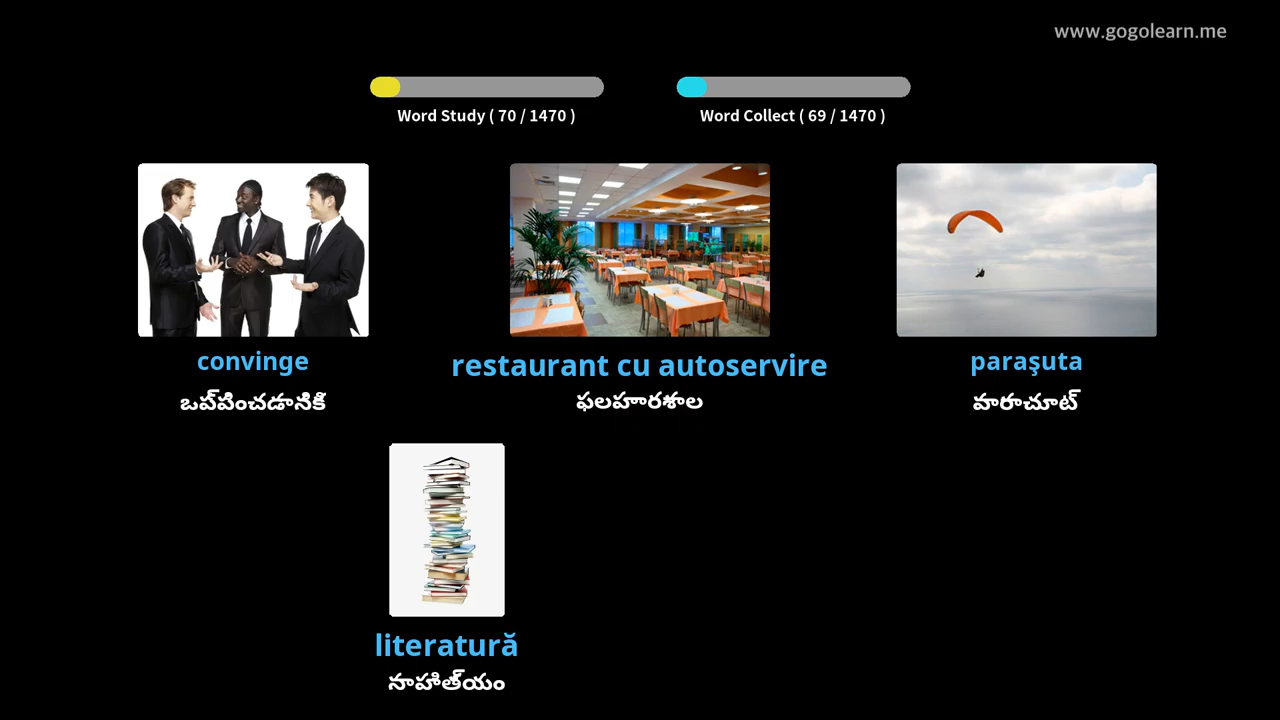 www.gogolearn.me
Word Study ( 70 / 1470 )
Word Collect ( 69 / 1470 )
convinge
restaurant cu autoservire
paraşuta
ఒప్పించడానికి
ఫలహారశాల
పారాచూట్
literatură
సాహిత్యం